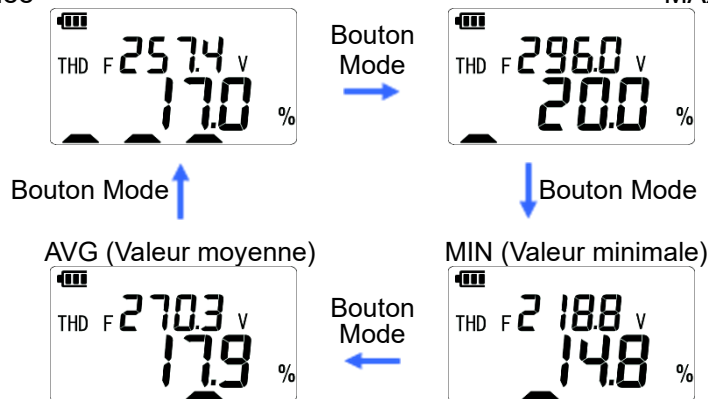 THD F 257.4 V
17.0 %
Bouton
Mode
THD F 296.0 V
20.0 %
Bouton Mode
Bouton Mode
AVG (Valeur moyenne)
MIN (Valeur minimale)
THD F 270.3 V
17.9 %
Bouton
Mode
THD F 218.8 V
14.8 %